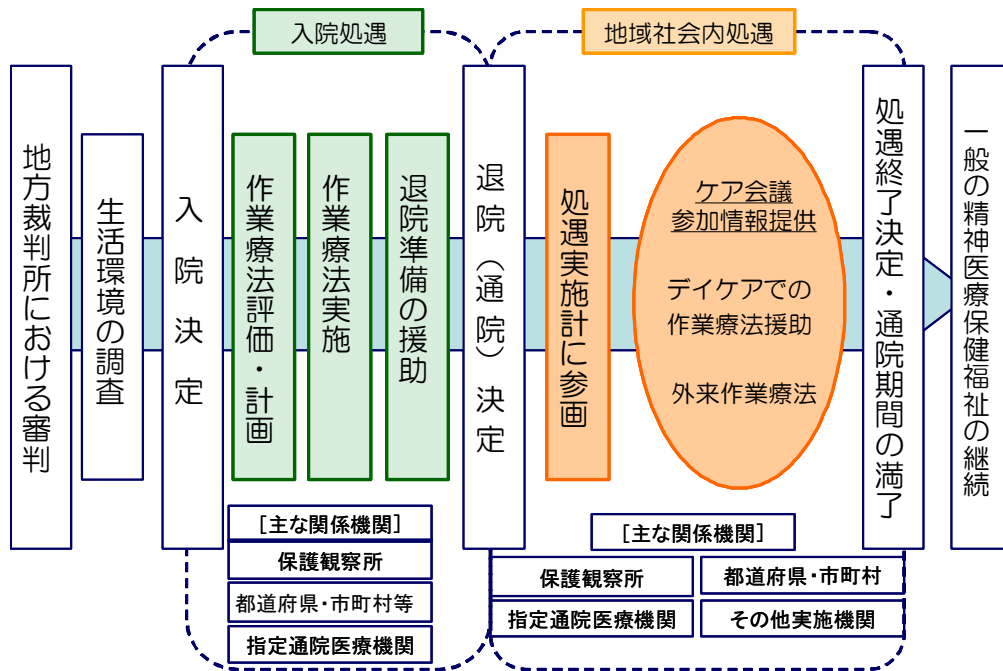 入院処遇
地域社会内処遇
地方裁判所における審判
生活環境の調査
入院決定
作業療法評価・計画
作業療法実施
退院準備の援助
退院(通院)決定
処遇実施計に参画
ケア会議
参加情報提供
デイケアでの
作業療法援助
外来作業療法
処遇終了決定・通院期間の満了
一般の精神医療保健福祉の継続
[主な関係機関]
保護観察所
都道府県・市町村等
指定通院医療機関
[主な関係機関]
保護観察所
都道府県・市町村
指定通院医療機関
その他実施機関